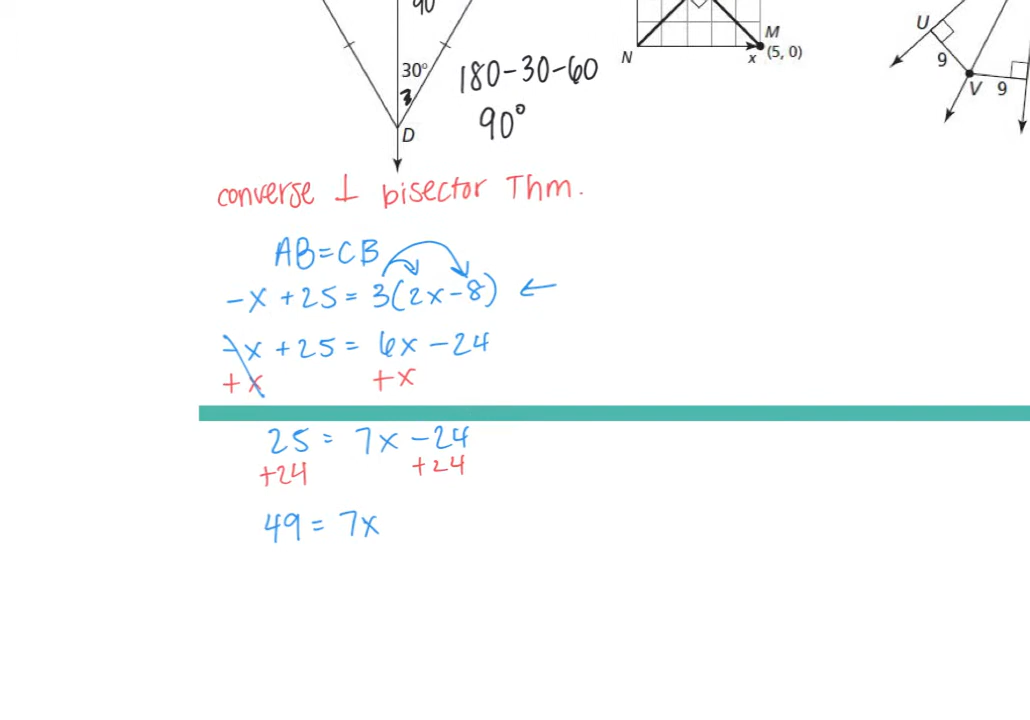 90
30°
3
D
180-30-60
90°
N
x
M
(5, 0)
U
9
V
9
converse ⊥ bisector Thm.
AB=CB
-x +25 = 3(2x-8) ←
-x +25 = 6x -24
+x +x
25 = 7x -24
+24 +24
49 = 7x